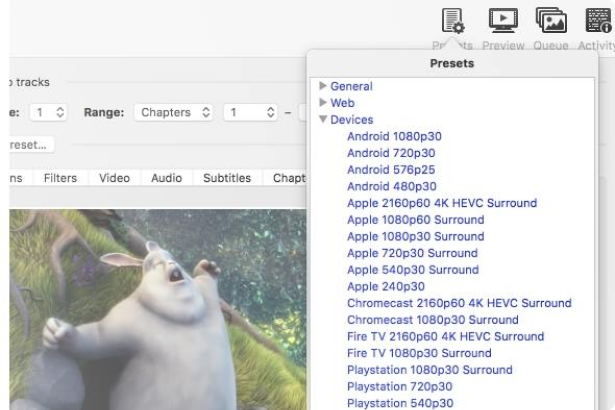 Presets Preview Queue Activity
Presets
o tracks
General
Web
e: 1 Range: Chapters 1 –
Devices
Android 1080p30
reset...
Android 720p30
Android 576p25
ns Filters Video Audio Subtitles Chapt
Android 480p30
Apple 2160p60 4K HEVC Surround
Apple 1080p60 Surround
Apple 1080p30 Surround
Apple 720p30 Surround
Apple 540p30 Surround
Apple 240p30
Chromecast 2160p60 4K HEVC Surround
Chromecast 1080p30 Surround
Fire TV 2160p60 4K HEVC Surround
Fire TV 1080p30 Surround
Playstation 1080p30 Surround
Playstation 720p30
Playstation 540p30